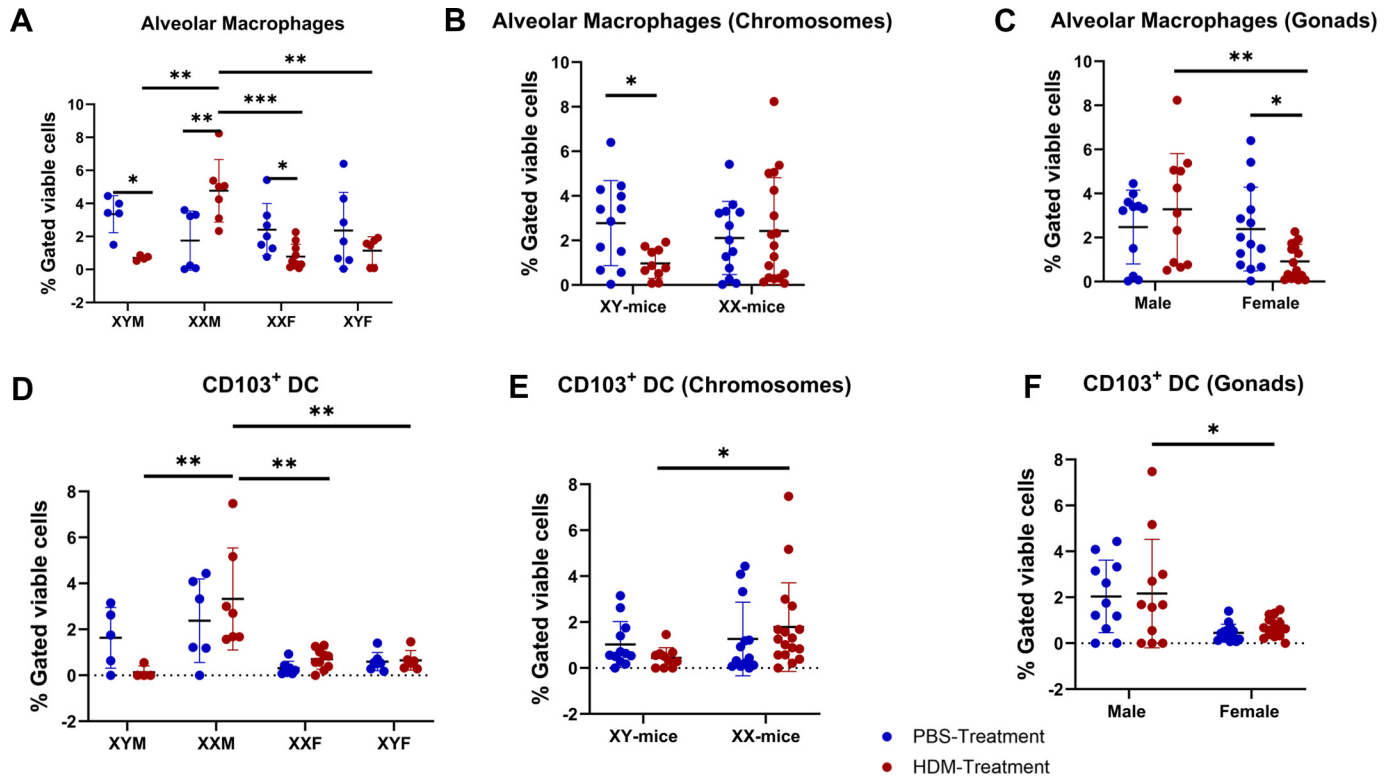 A
Alveolar Macrophages
% Gated viable cells
10
8
6
4
2
0
-2
*
**
**
***
*
**
XYM
XXM
XXF
XYF
B
Alveolar Macrophages (Chromosomes)
% Gated viable cells
10
8
6
4
2
0
*
XY-mice
XX-mice
C
Alveolar Macrophages (Gonads)
% Gated viable cells
10
8
6
4
2
0
**
*
Male
Female
D
CD103⁺ DC
% Gated viable cells
8
6
4
2
0
-2
**
**
**
XYM
XXM
XXF
XYF
E
CD103⁺ DC (Chromosomes)
% Gated viable cells
8
6
4
2
0
-2
*
XY-mice
XX-mice
F
CD103⁺ DC (Gonads)
% Gated viable cells
8
6
4
2
0
-2
*
Male
Female
PBS-Treatment
HDM-Treatment